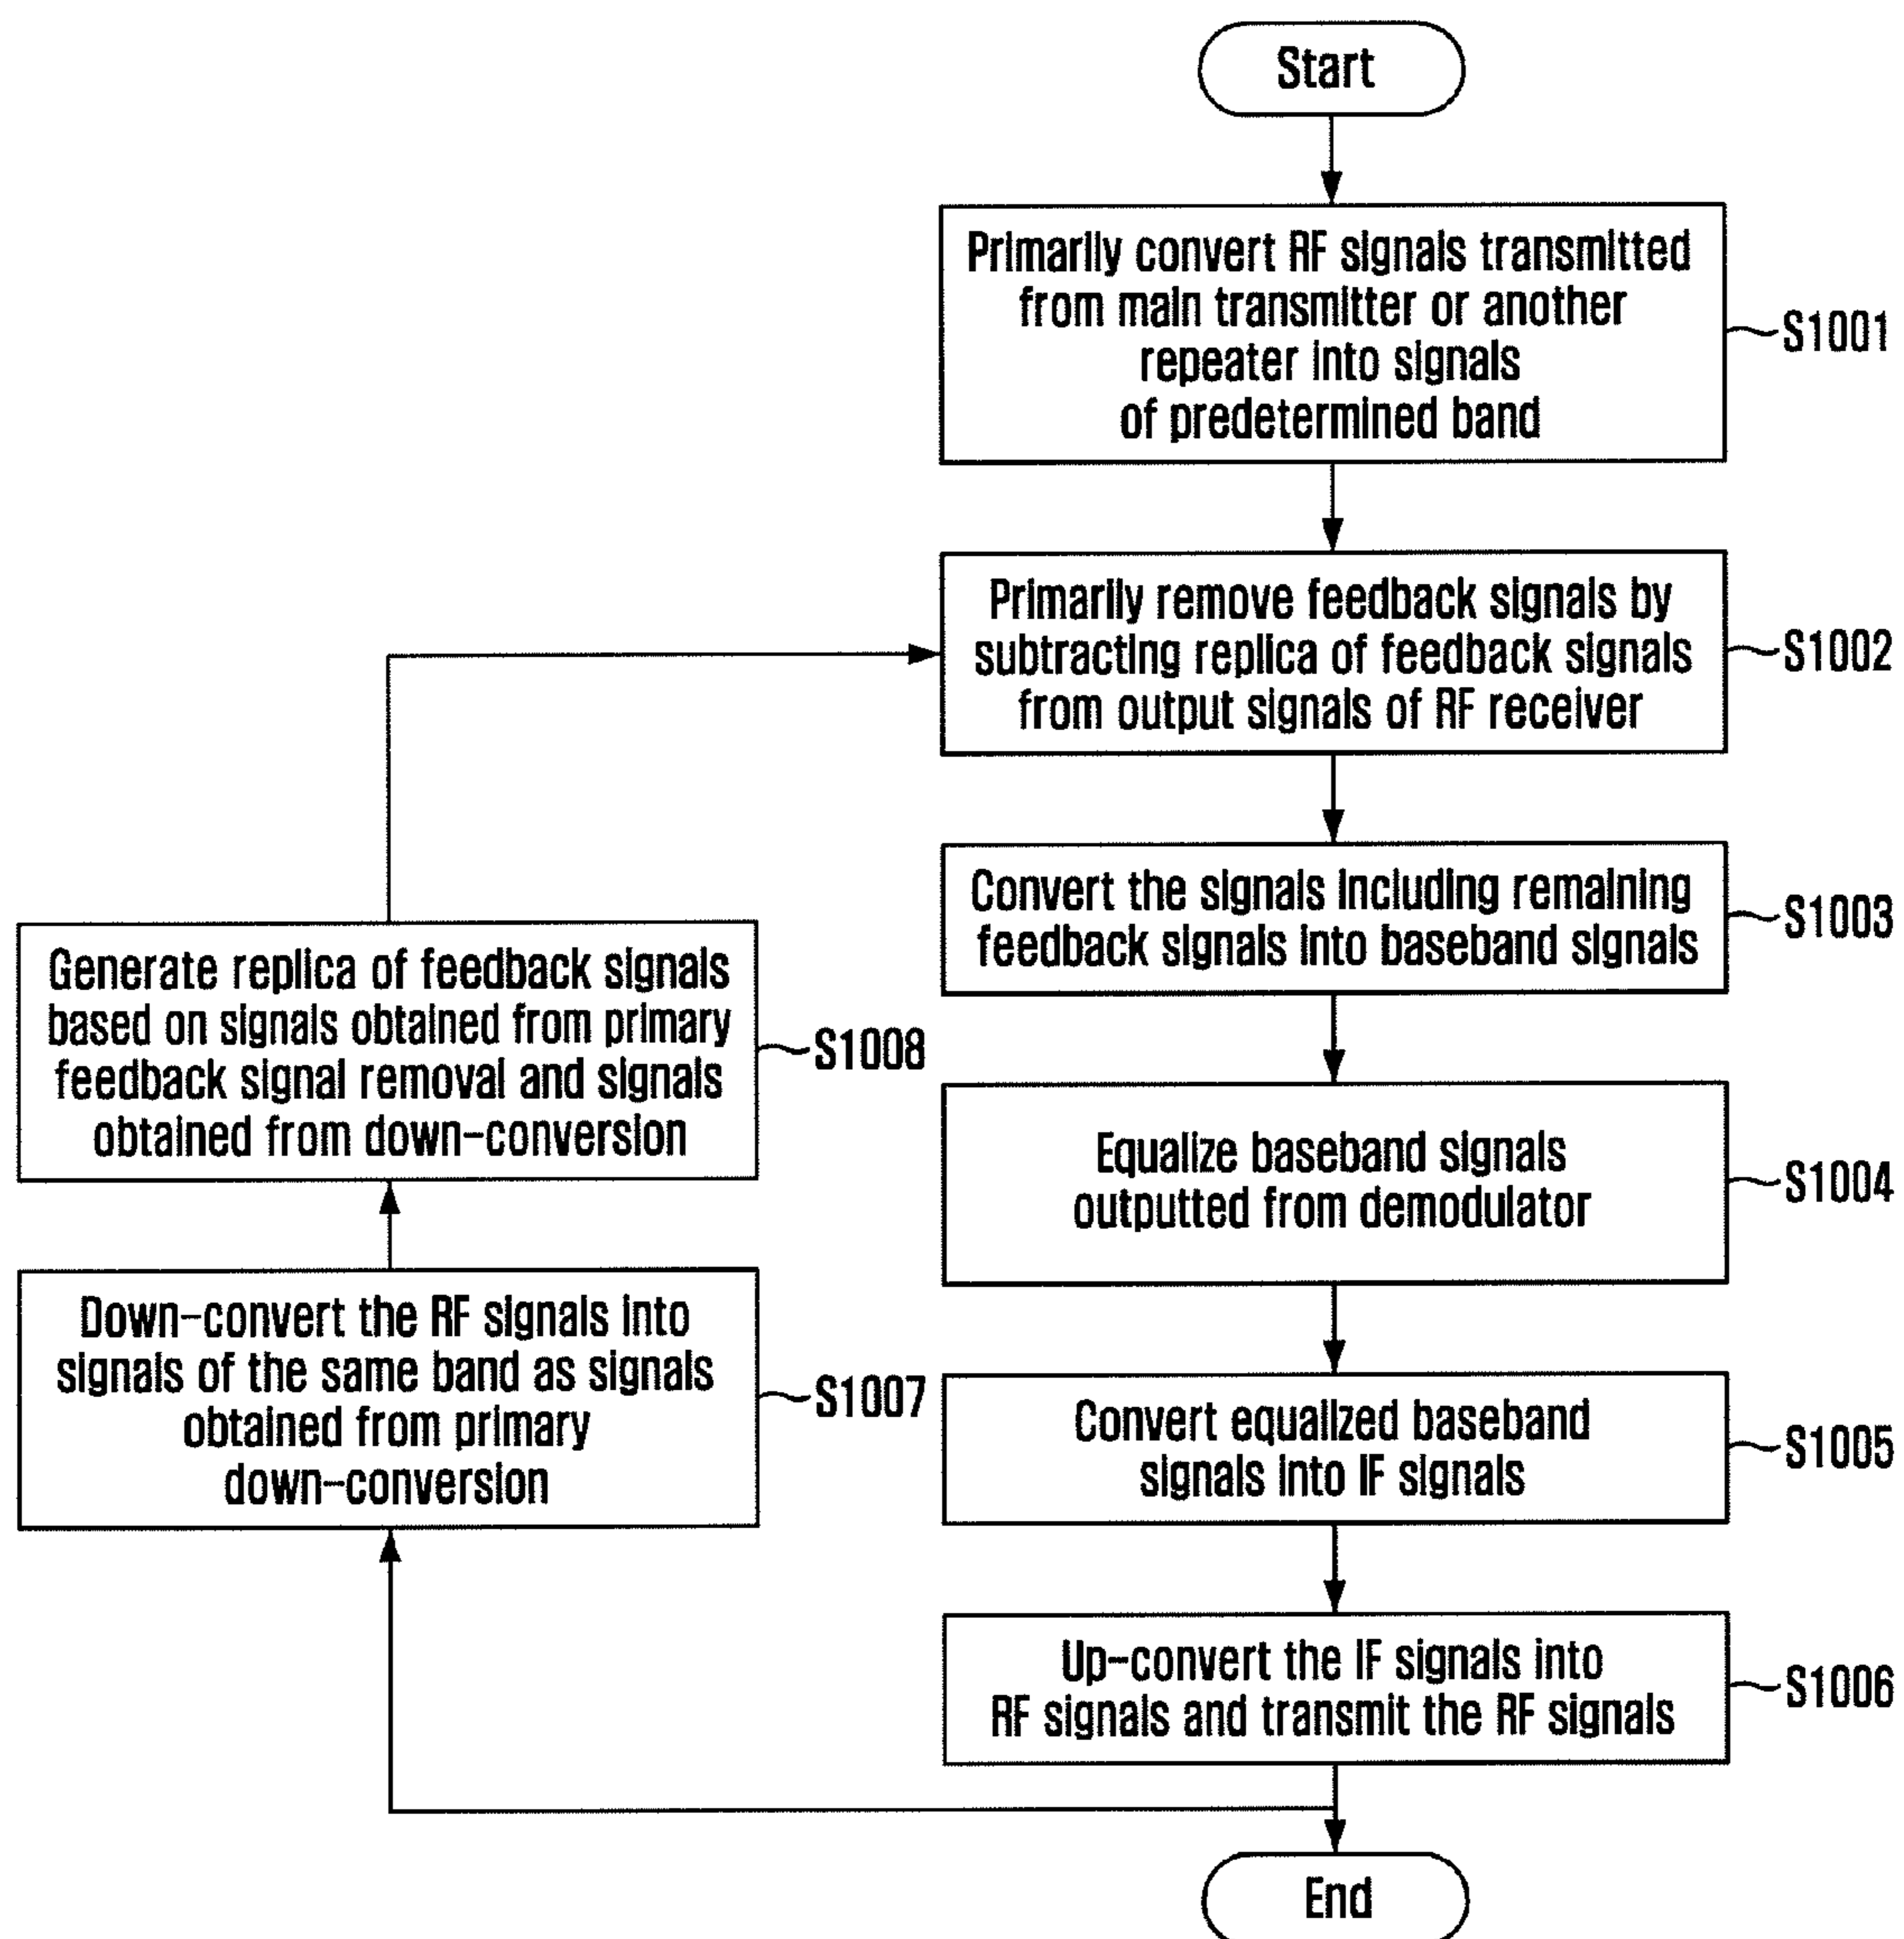 Start
Primarily convert RF signals transmitted
from main transmitter or another
repeater into signals
of predetermined band
S1001
Primarily remove feedback signals by
subtracting replica of feedback signals
from output signals of RF receiver
S1002
Convert the signals including remaining
feedback signals into baseband signals
S1003
Generate replica of feedback signals
based on signals obtained from primary
feedback signal removal and signals
obtained from down-conversion
S1008
Equalize baseband signals
outputted from demodulator
S1004
Down-convert the RF signals into
signals of the same band as signals
obtained from primary
down-conversion
S1007
Convert equalized baseband
signals into IF signals
S1005
Up-convert the IF signals into
RF signals and transmit the RF signals
S1006
End